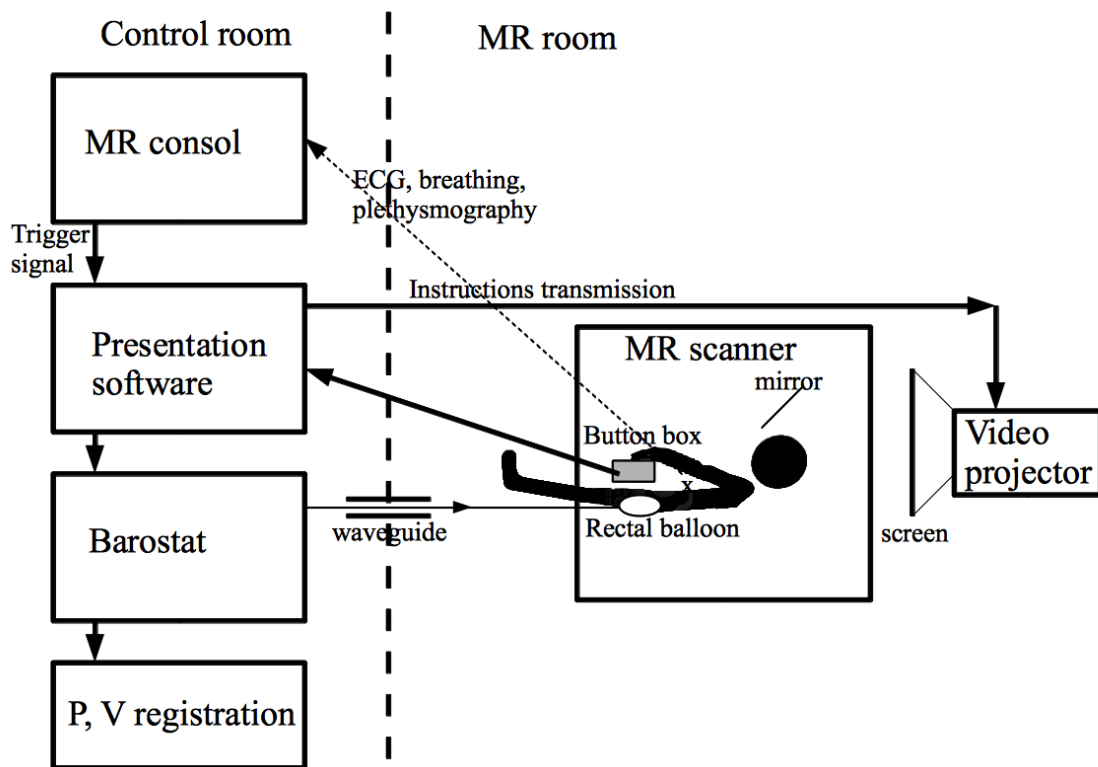 Control room
MR room
MR consol
ECG, breathing,
plethysmography
Trigger
signal
Instructions transmission
Presentation
software
MR scanner
mirror
Button box
x
Video
projector
Barostat
waveguide
Rectal balloon
screen
P, V registration